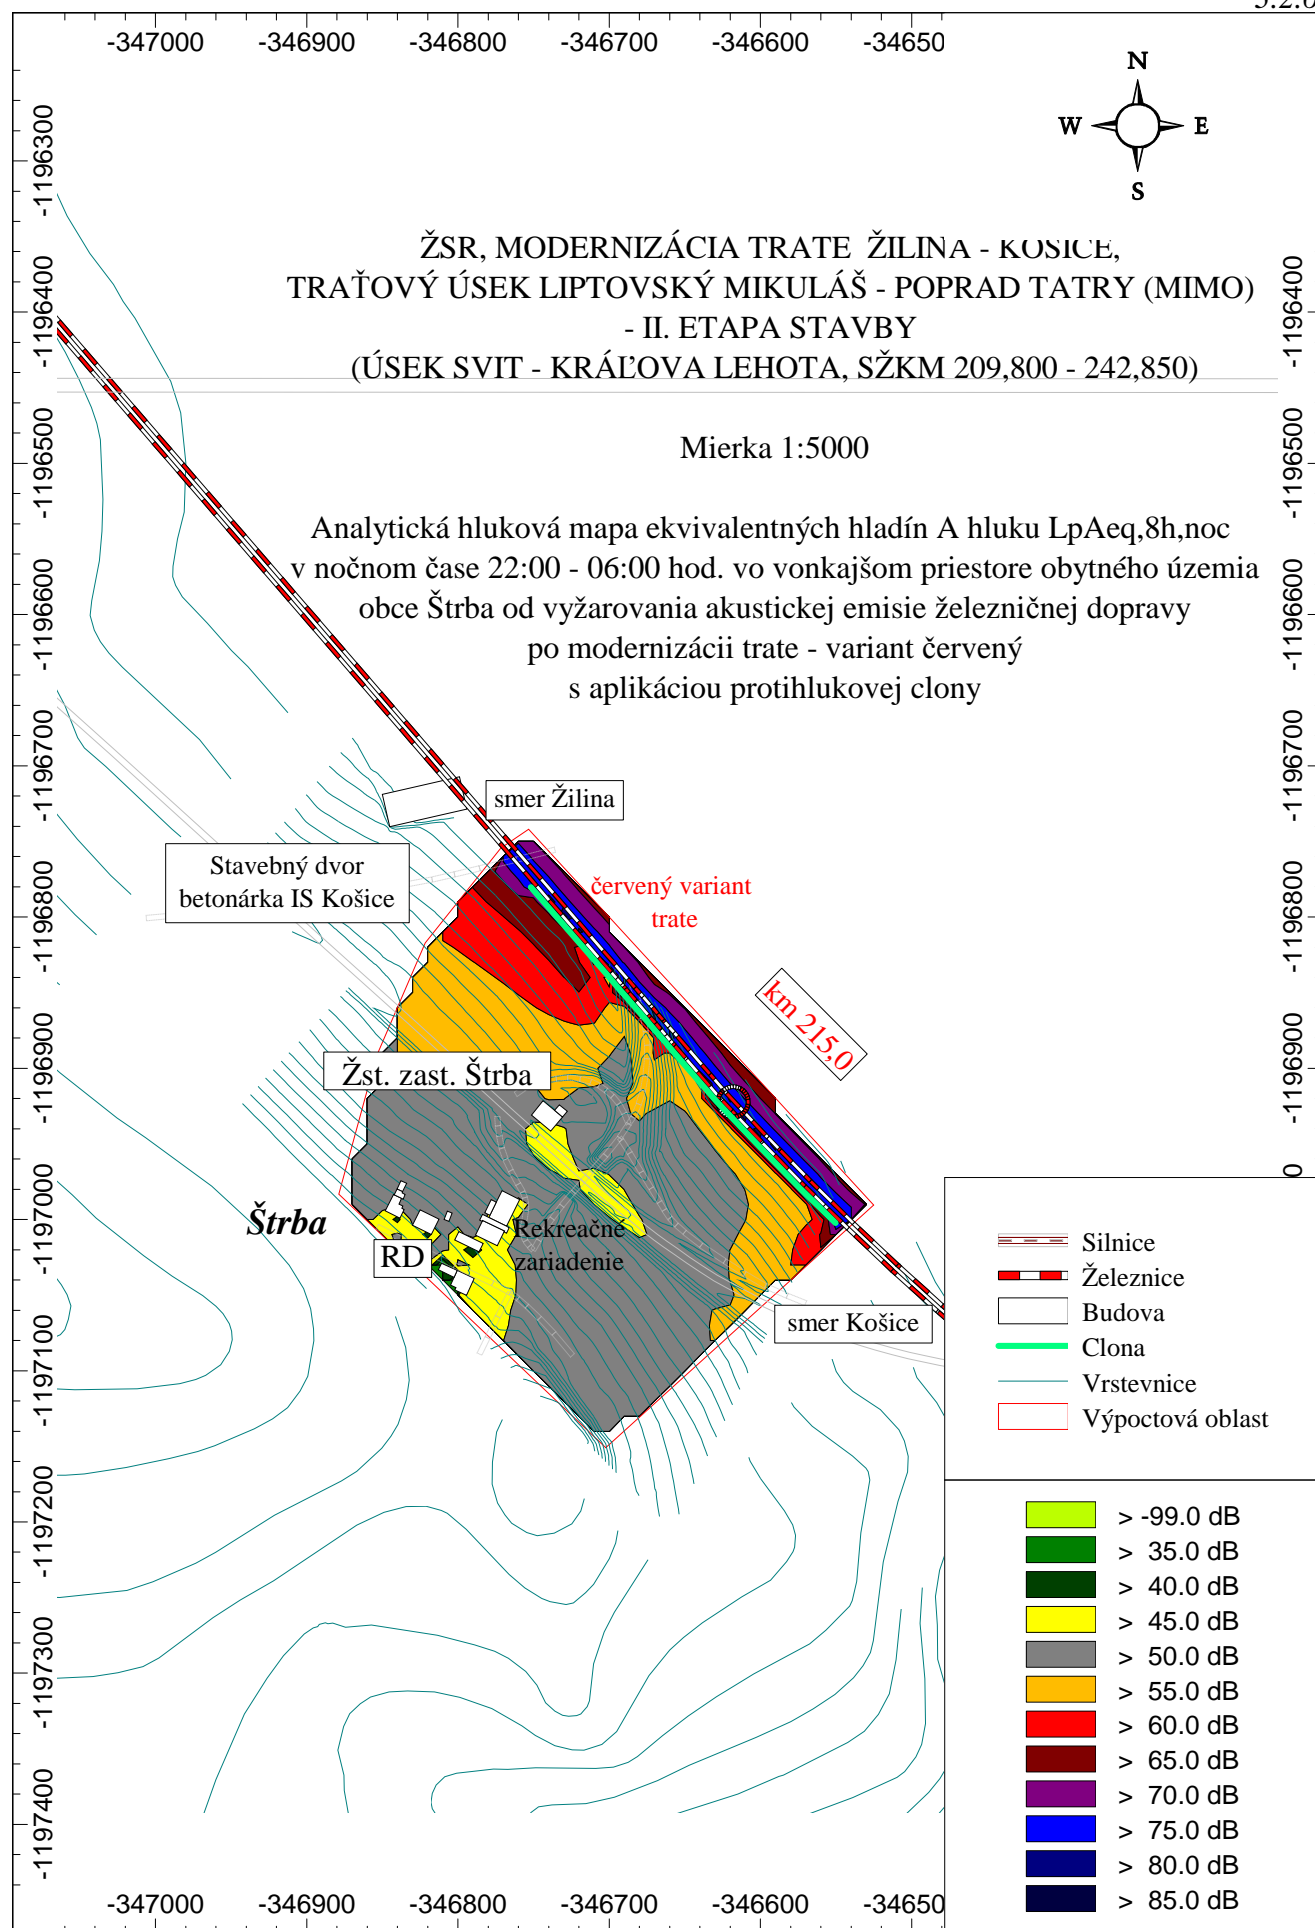 -347000 -346900 -346800 -346700 -346600 -34650
N
W E
S
-1196300
-1196400 -1196400
-1196500 -1196500
-1196600 -1196600
-1196700 -1196700
-1196800 -1196800
-1196900 -1196900
-1197000
-1197100
-1197200
-1197300
-1197400
ŽSR, MODERNIZÁCIA TRATE ŽILINA - KOŠICE,
TRAŤOVÝ ÚSEK LIPTOVSKÝ MIKULÁŠ - POPRAD TATRY (MIMO)
- II. ETAPA STAVBY
(ÚSEK SVIT - KRÁĽOVA LEHOTA, SŽKM 209,800 - 242,850)
Mierka 1:5000
Analytická hluková mapa ekvivalentných hladín A hluku LpAeq,8h,noc
v nočnom čase 22:00 - 06:00 hod. vo vonkajšom priestore obytného územia
obce Štrba od vyžarovania akustickej emisie železničnej dopravy
po modernizácii trate - variant červený
s aplikáciou protihlukovej clony
smer Žilina
Stavebný dvor
betonárka IS Košice
červený variant
trate
km 215,0
Žst. zast. Štrba
Štrba
RD
Rekreačné
zariadenie
smer Košice
Silnice
Železnice
Budova
Clona
Vrstevnice
Výpoctová oblast
> -99.0 dB
> 35.0 dB
> 40.0 dB
> 45.0 dB
> 50.0 dB
> 55.0 dB
> 60.0 dB
> 65.0 dB
> 70.0 dB
> 75.0 dB
> 80.0 dB
> 85.0 dB
-347000 -346900 -346800 -346700 -346600 -34650